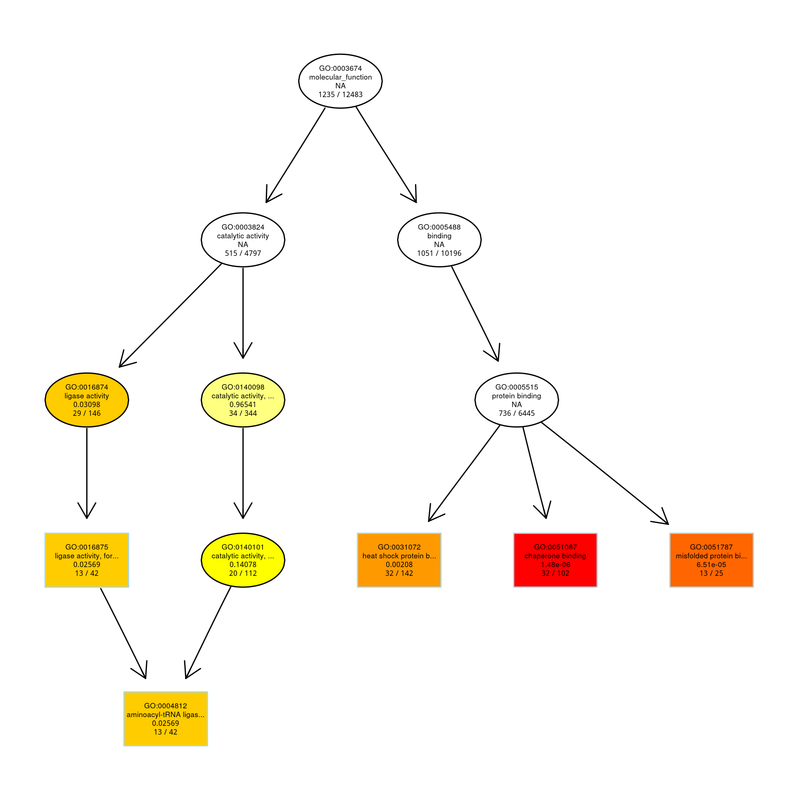 GO:0003674
molecular_function
NA
1235 / 12483
GO:0003824
catalytic activity
NA
515 / 4797
GO:0005488
binding
NA
1051 / 10196
GO:0016874
ligase activity
0.03098
29 / 146
GO:0140098
catalytic activity, ...
0.96541
34 / 344
GO:0005515
protein binding
NA
736 / 6445
GO:0016875
ligase activity, for...
0.02569
13 / 42
GO:0140101
catalytic activity, ...
0.14078
20 / 112
GO:0031072
heat shock protein b...
0.00208
32 / 142
GO:0051087
chaperone binding
1.48e-06
32 / 102
GO:0051787
misfolded protein bi...
6.51e-05
13 / 25
GO:0004812
aminoacyl-tRNA ligas...
0.02569
13 / 42